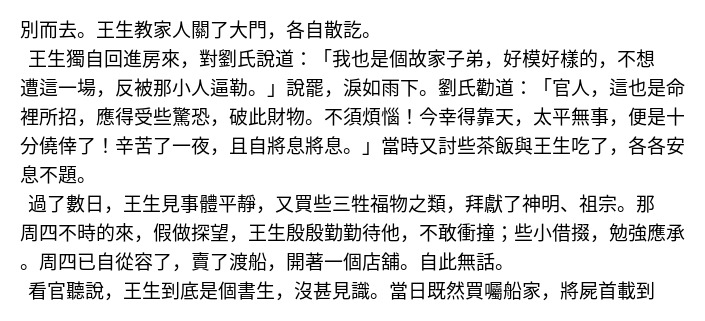 別而去。王生教家人關了大門，各自散訖。
王生獨自回進房來，對劉氏說道：「我也是個故家子弟，好模好樣的，不想
遭這一場，反被那小人逼勒。」說罷，淚如雨下。劉氏勸道：「官人，這也是命
裡所招，應得受些驚恐，破此財物。不須煩惱！今幸得靠天，太平無事，便是十
分僥倖了！辛苦了一夜，且自將息將息。」當時又討些茶飯與王生吃了，各各安
息不題。
過了數日，王生見事體平靜，又買些三牲福物之類，拜獻了神明、祖宗。那
周四不時的來，假做探望，王生殷殷勤勤待他，不敢衝撞；些小借掇，勉強應承
。周四已自從容了，賣了渡船，開著一個店舖。自此無話。
看官聽說，王生到底是個書生，沒甚見識。當日既然買囑船家，將屍首載到